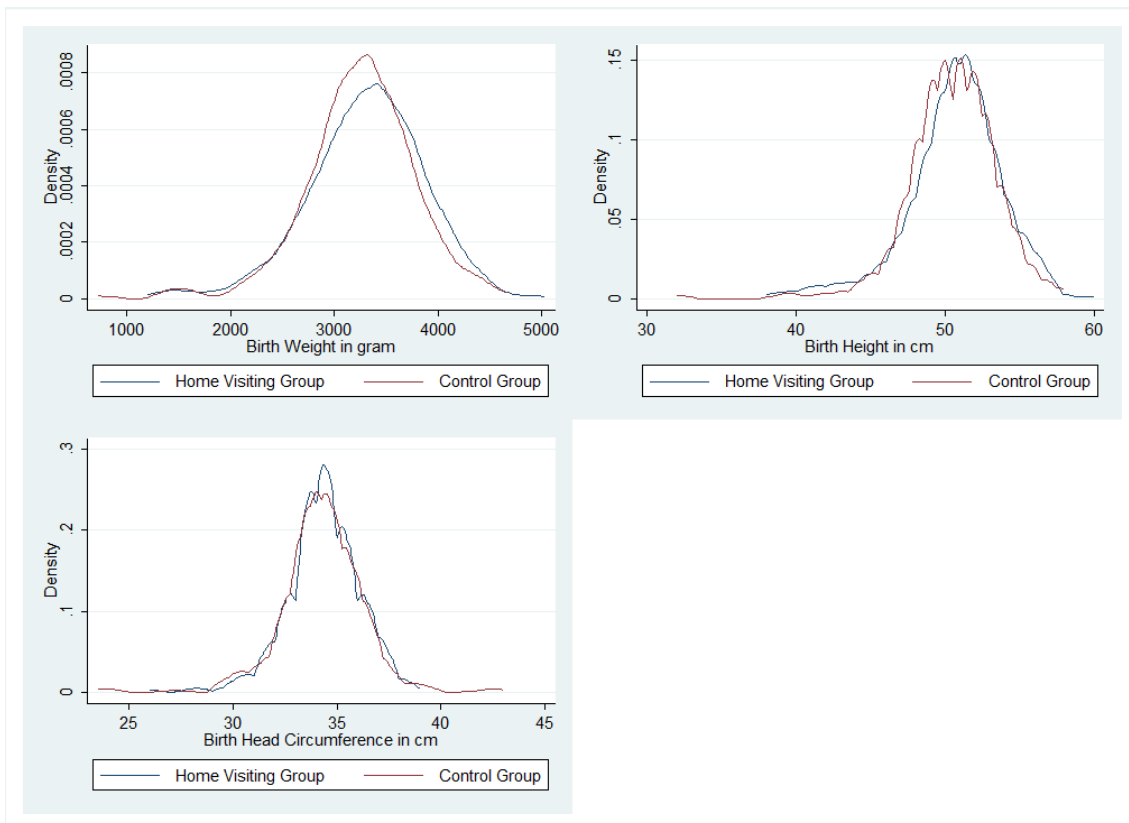 Density
0 .0002 .0004 .0006 .0008
1000 2000 3000 4000 5000
Birth Weight in gram
Home Visiting Group Control Group
Density
0 .05 .1 .15
30 40 50 60
Birth Height in cm
Home Visiting Group Control Group
Density
0 .1 .2 .3
25 30 35 40 45
Birth Head Circumference in cm
Home Visiting Group Control Group